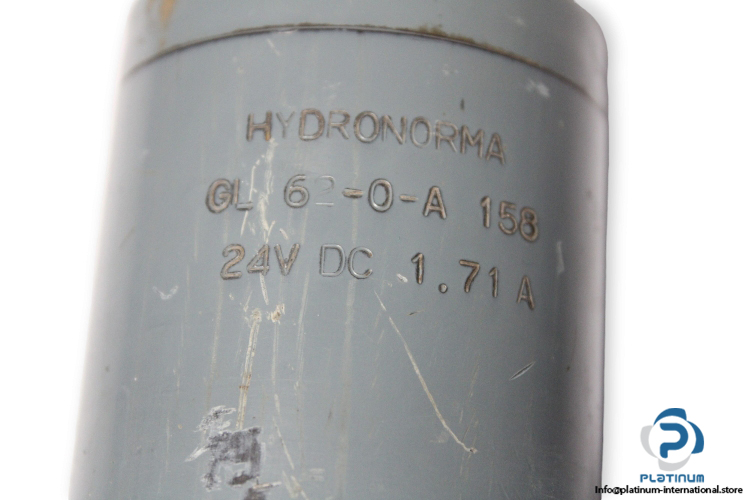 HYDRONORMA
GL 62-0-A 158
24V DC 1.71 A
PLATINUM
Info@platinum-international.store